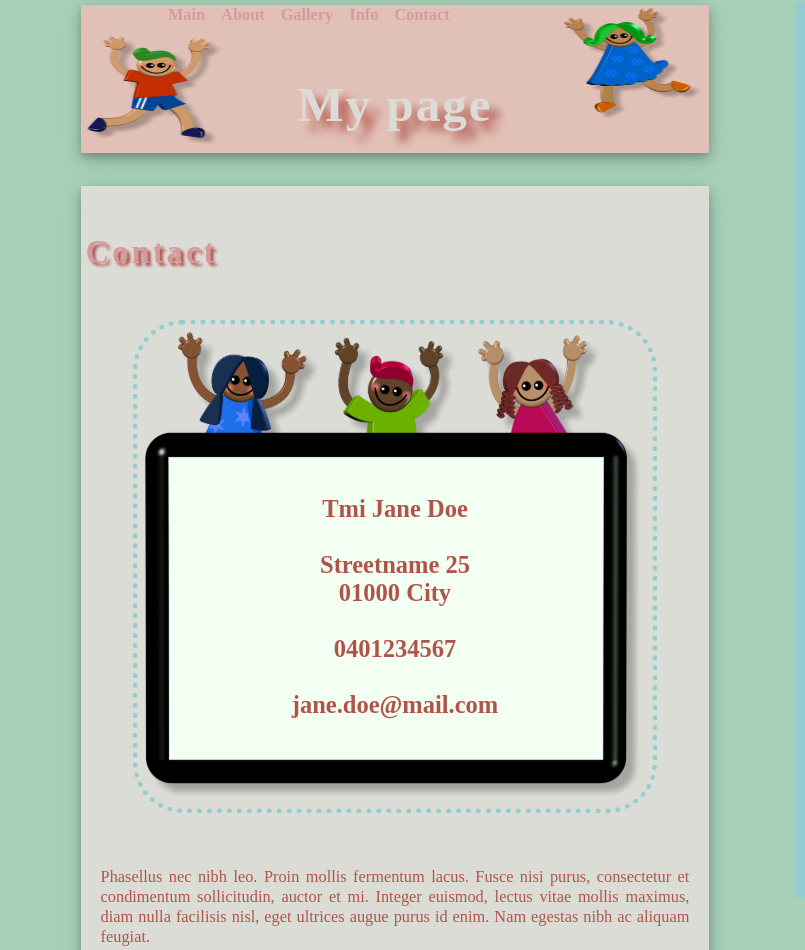 Main About Gallery Info Contact
My page
Contact
Tmi Jane Doe
Streetname 25
01000 City
0401234567
jane.doe@mail.com
Phasellus nec nibh leo. Proin mollis fermentum lacus. Fusce nisi purus, consectetur et
condimentum sollicitudin, auctor et mi. Integer euismod, lectus vitae mollis maximus,
diam nulla facilisis nisl, eget ultrices augue purus id enim. Nam egestas nibh ac aliquam
feugiat.